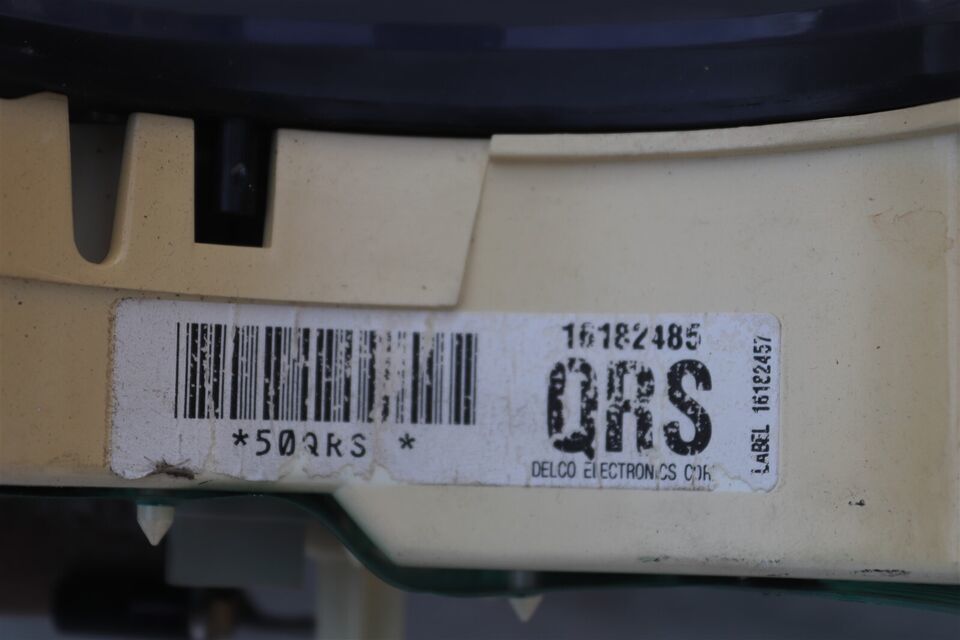 16182485
QRS
*50QRS *
DELCO ELECTRONICS COR
LABEL 16182457